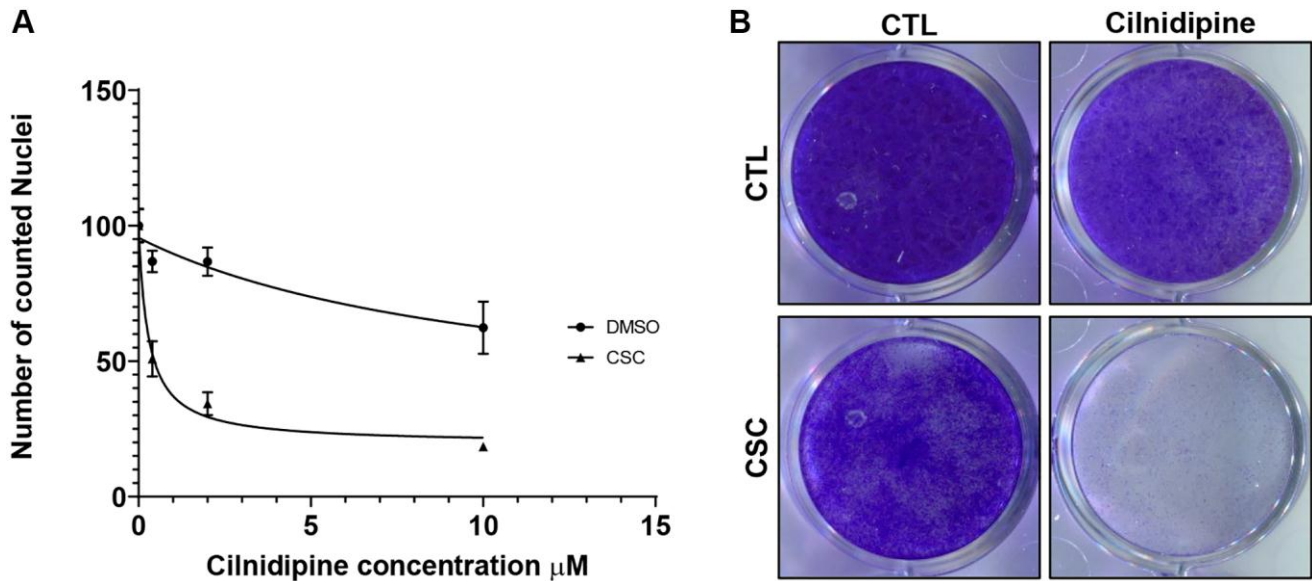 A
B
CTL
Cilnidipine
150
100
50
0
Number of counted Nuclei
DMSO
CSC
0
5
10
15
Cilnidipine concentration μM
CTL
CSC